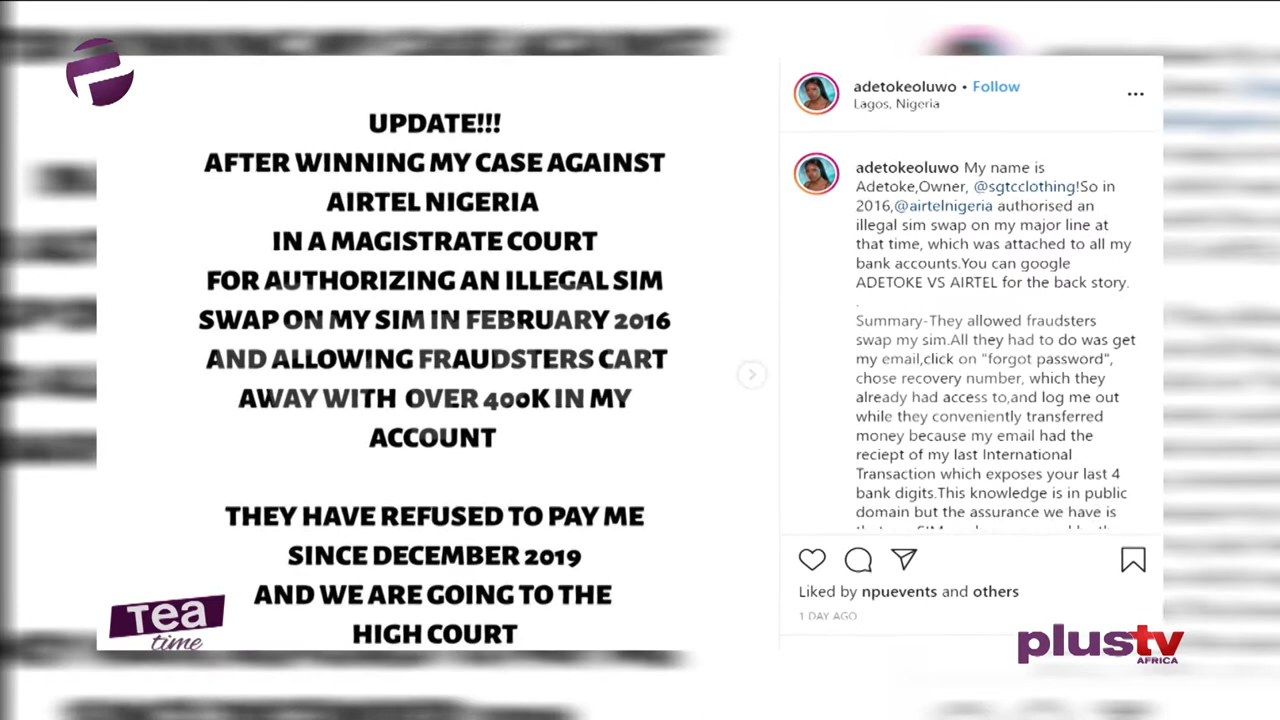 UPDATE!!!
AFTER WINNING MY CASE AGAINST
AIRTEL NIGERIA
IN A MAGISTRATE COURT
FOR AUTHORIZING AN ILLEGAL SIM
SWAP ON MY SIM IN FEBRUARY 2016
AND ALLOWING FRAUDSTERS CART
AWAY WITH OVER 400K IN MY
ACCOUNT
THEY HAVE REFUSED TO PAY ME
SINCE DECEMBER 2019
AND WE ARE GOING TO THE
HIGH COURT
adetokeoluwo • Follow
Lagos, Nigeria
adetokeoluwo My name is
Adetoke,Owner, @sgtcclothing!So in
2016,@airtelnigeria authorised an
illegal sim swap on my major line at
that time, which was attached to all my
bank accounts.You can google
ADETOKE VS AIRTEL for the back story.
.
Summary-They allowed fraudsters
swap my sim.All they had to do was get
my email,click on "forgot password",
chose recovery number, which they
already had access to,and log me out
while they conveniently transferred
money because my email had the
reciept of my last International
Transaction which exposes your last 4
bank digits.This knowledge is in public
domain but the assurance we have is
Liked by npuevents and others
1 DAY AGO
Tea
time
plustv
AFRICA